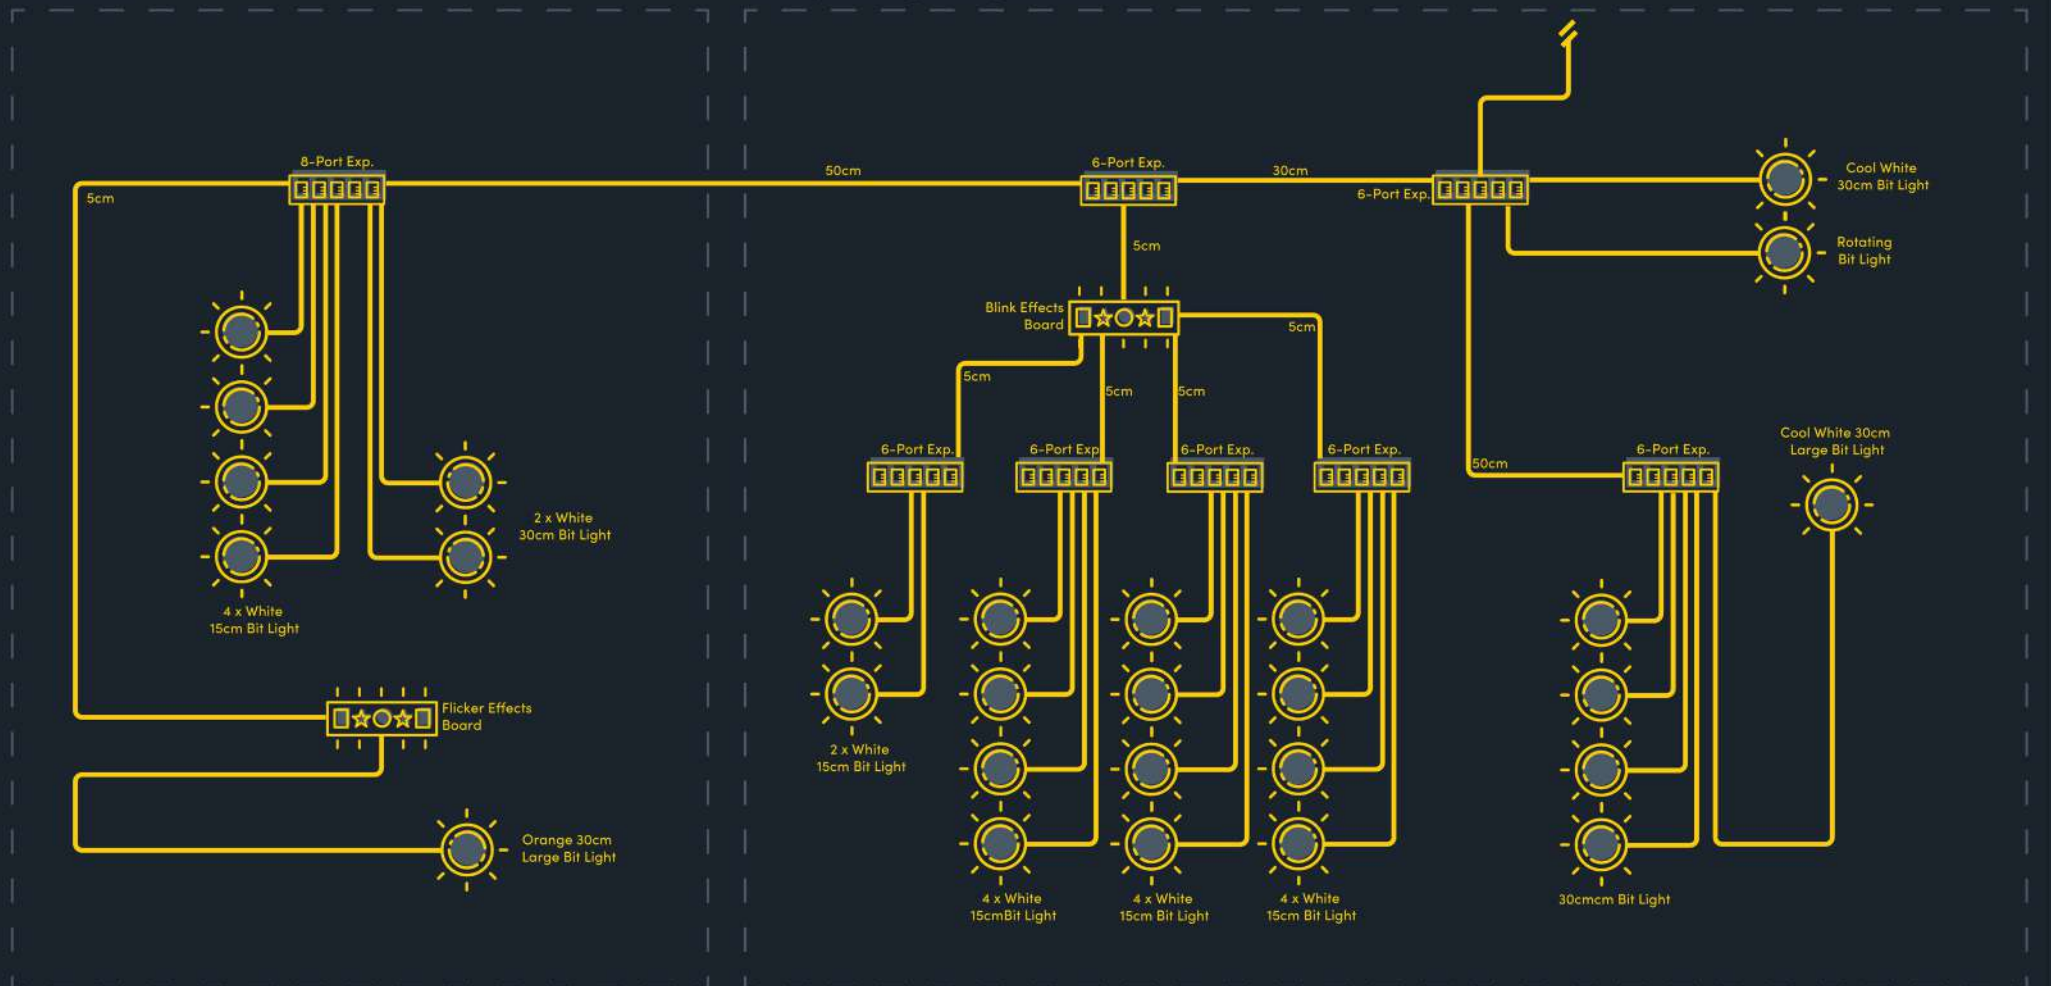 8-Port Exp.
5cm
4 x White
15cm Bit Light
2 x White
30cm Bit Light
Flicker Effects
Board
Orange 30cm
Large Bit Light
50cm
6-Port Exp.
30cm
6-Port Exp.
Cool White
30cm Bit Light
Rotating
Bit Light
5cm
Blink Effects
Board
5cm
5cm
5cm
5cm
6-Port Exp.
6-Port Exp
6-Port Exp.
6-Port Exp.
50cm
6-Port Exp.
Cool White 30cm
Large Bit Light
2 x White
15cm Bit Light
4 x White
15cmBit Light
4 x White
15cm Bit Light
4 x White
15cm Bit Light
30cmcm Bit Light